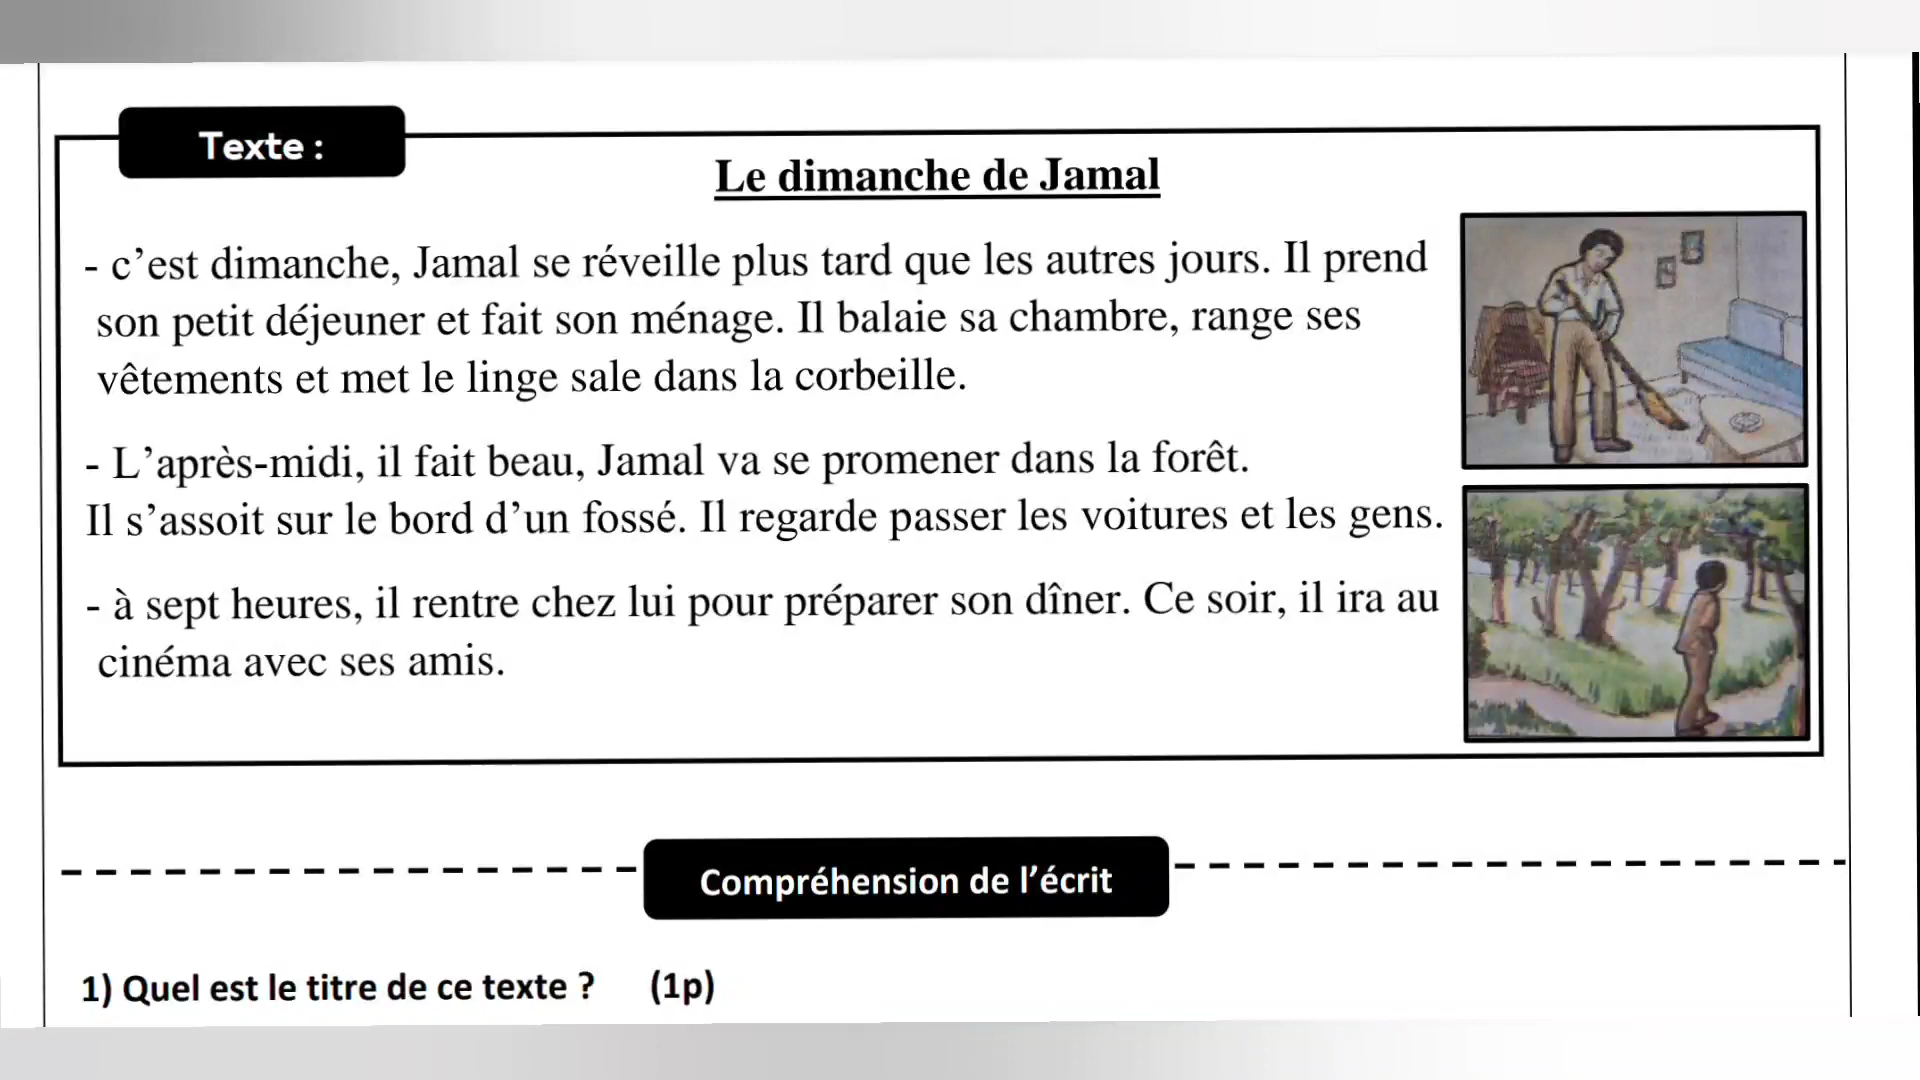 Texte :
Le dimanche de Jamal
- c’est dimanche, Jamal se réveille plus tard que les autres jours. Il prend
son petit déjeuner et fait son ménage. Il balaie sa chambre, range ses
vêtements et met le linge sale dans la corbeille.
- L’après-midi, il fait beau, Jamal va se promener dans la forêt.
Il s’assoit sur le bord d’un fossé. Il regarde passer les voitures et les gens.
- à sept heures, il rentre chez lui pour préparer son dîner. Ce soir, il ira au
cinéma avec ses amis.
Compréhension de l’écrit
1) Quel est le titre de ce texte ? (1p)